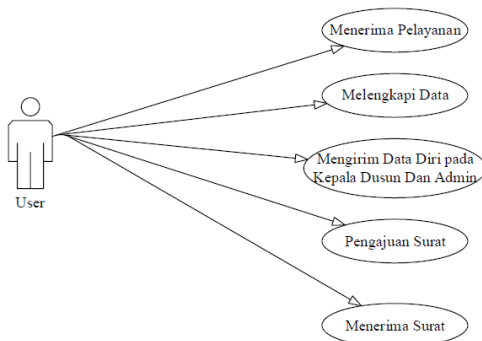 Menerima Pelayanan
Melengkapi Data
Mengirim Data Diri pada
Kepala Dusun Dan Admin
User
Pengajuan Surat
Menerima Surat